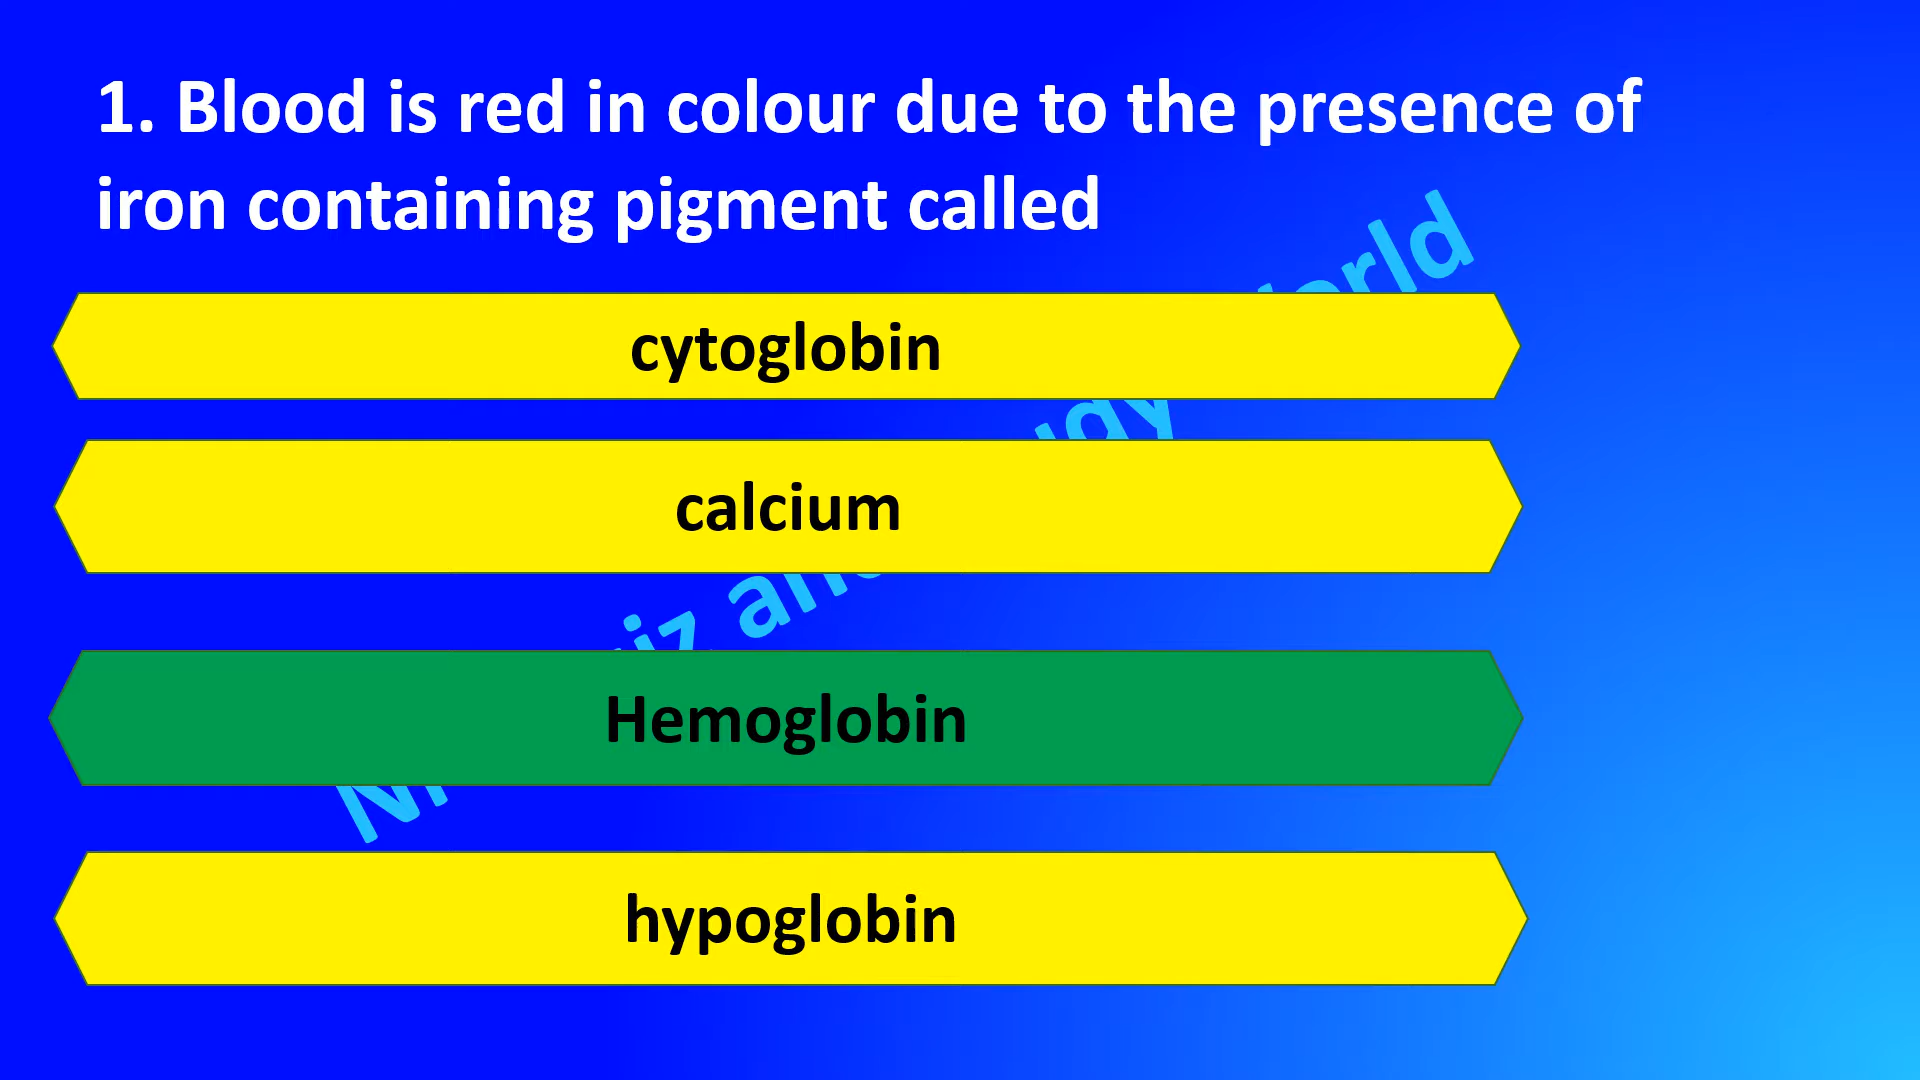 1. Blood is red in colour due to the presence of
iron containing pigment called
cytoglobin
calcium
Hemoglobin
hypoglobin